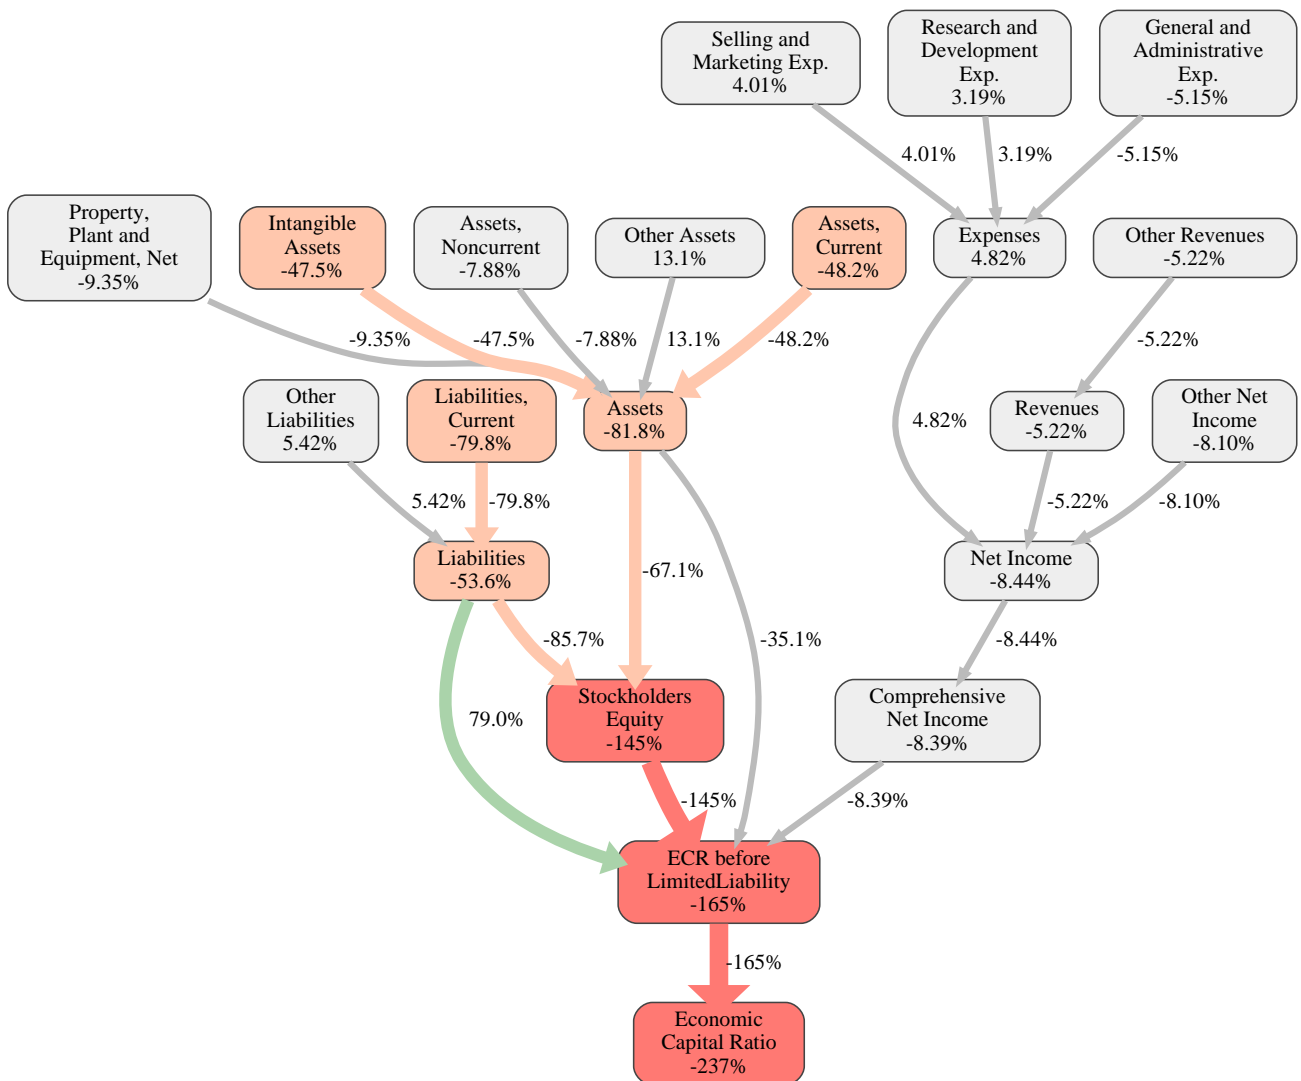 Selling and
Marketing Exp.
4.01%
Research and
Development
Exp.
3.19%
General and
Administrative
Exp.
-5.15%
4.01%
3.19%
-5.15%
Property,
Plant and
Equipment, Net
-9.35%
Intangible
Assets
-47.5%
Assets,
Noncurrent
-7.88%
Other Assets
13.1%
Assets,
Current
-48.2%
Expenses
4.82%
Other Revenues
-5.22%
-9.35%
-47.5%
-7.88%
13.1%
-48.2%
-5.22%
Other
Liabilities
5.42%
Liabilities,
Current
-79.8%
Assets
-81.8%
4.82%
Revenues
-5.22%
Other Net
Income
-8.10%
5.42%
-79.8%
-5.22%
-8.10%
Liabilities
-53.6%
-67.1%
Net Income
-8.44%
-85.7%
-35.1%
-8.44%
79.0%
Stockholders
Equity
-145%
Comprehensive
Net Income
-8.39%
-145%
-8.39%
ECR before
LimitedLiability
-165%
-165%
Economic
Capital Ratio
-237%